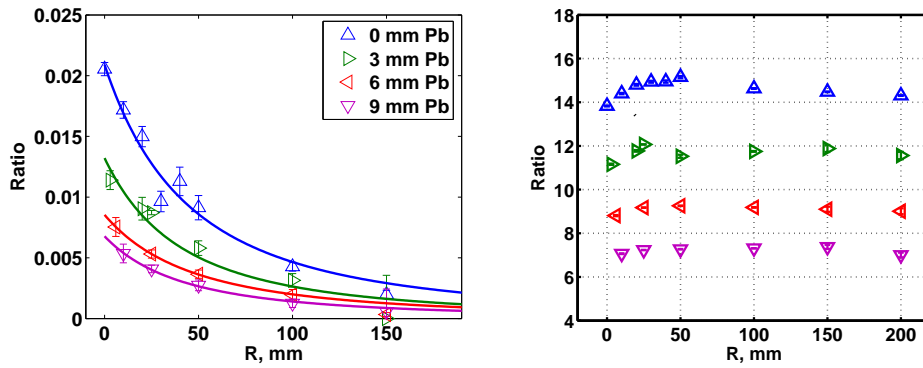 0.025
0.02
0.015
0.01
0.005
0
Ratio
0 50 100 150
R, mm
0 mm Pb
3 mm Pb
6 mm Pb
9 mm Pb
18
16
14
12
10
8
6
4
Ratio
0 50 100 150 200
R, mm